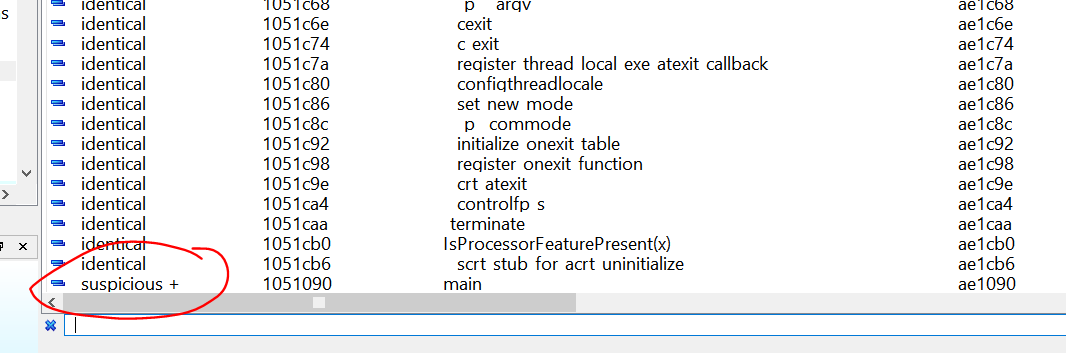 identical 1051c68 p argv ae1c68
s identical 1051c6e cexit ae1c6e
identical 1051c74 c exit ae1c74
identical 1051c7a register thread local exe atexit callback ae1c7a
identical 1051c80 configthreadlocale ae1c80
identical 1051c86 set new mode ae1c86
identical 1051c8c p commode ae1c8c
identical 1051c92 initialize onexit table ae1c92
identical 1051c98 register onexit function ae1c98
identical 1051c9e crt atexit ae1c9e
identical 1051ca4 controlfp s ae1ca4
identical 1051caa terminate ae1caa
identical 1051cb0 IsProcessorFeaturePresent(x) ae1cb0
identical 1051cb6 scrt stub for acrt uninitialize ae1cb6
suspicious + 1051090 main ae1090